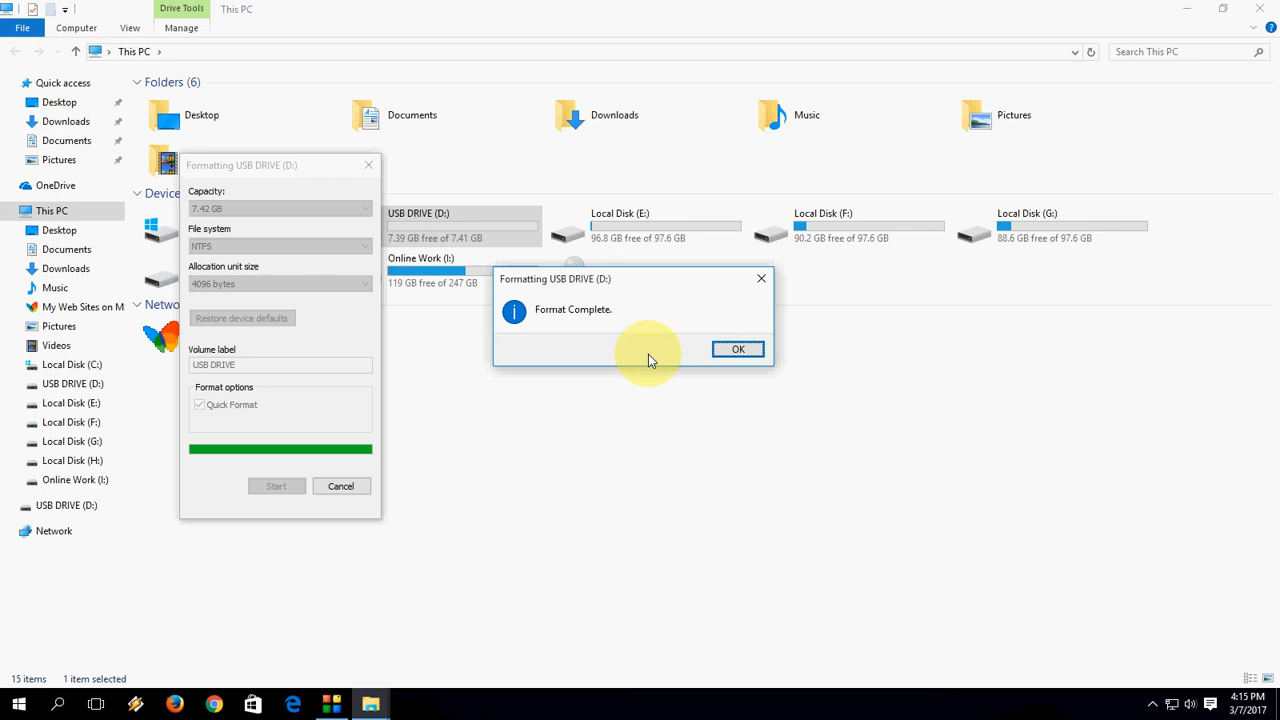 Drive Tools
This PC
File
Computer
View
Manage
This PC
Search This PC
Quick access
Desktop
Downloads
Documents
Pictures
OneDrive
This PC
Desktop
Documents
Downloads
Music
My Web Sites on M
Pictures
Videos
Local Disk (C:)
USB DRIVE (D:)
Local Disk (E:)
Local Disk (F:)
Local Disk (G:)
Local Disk (H:)
Online Work (I:)
USB DRIVE (D:)
Network
Folders (6)
Desktop
Documents
Downloads
Music
Pictures
Device
USB DRIVE (D:)
7.39 GB free of 7.41 GB
Local Disk (E:)
96.8 GB free of 97.6 GB
Local Disk (F:)
90.2 GB free of 97.6 GB
Local Disk (G:)
88.6 GB free of 97.6 GB
Online Work (I:)
119 GB free of 247 GB
Netwo
Formatting USB DRIVE (D:)
Capacity:
7.42 GB
File system
NTFS
Allocation unit size
4096 bytes
Restore device defaults
Volume label
USB DRIVE
Format options
Quick Format
Start
Cancel
Formatting USB DRIVE (D:)
Format Complete.
OK
15 items
1 item selected
4:15 PM
3/7/2017